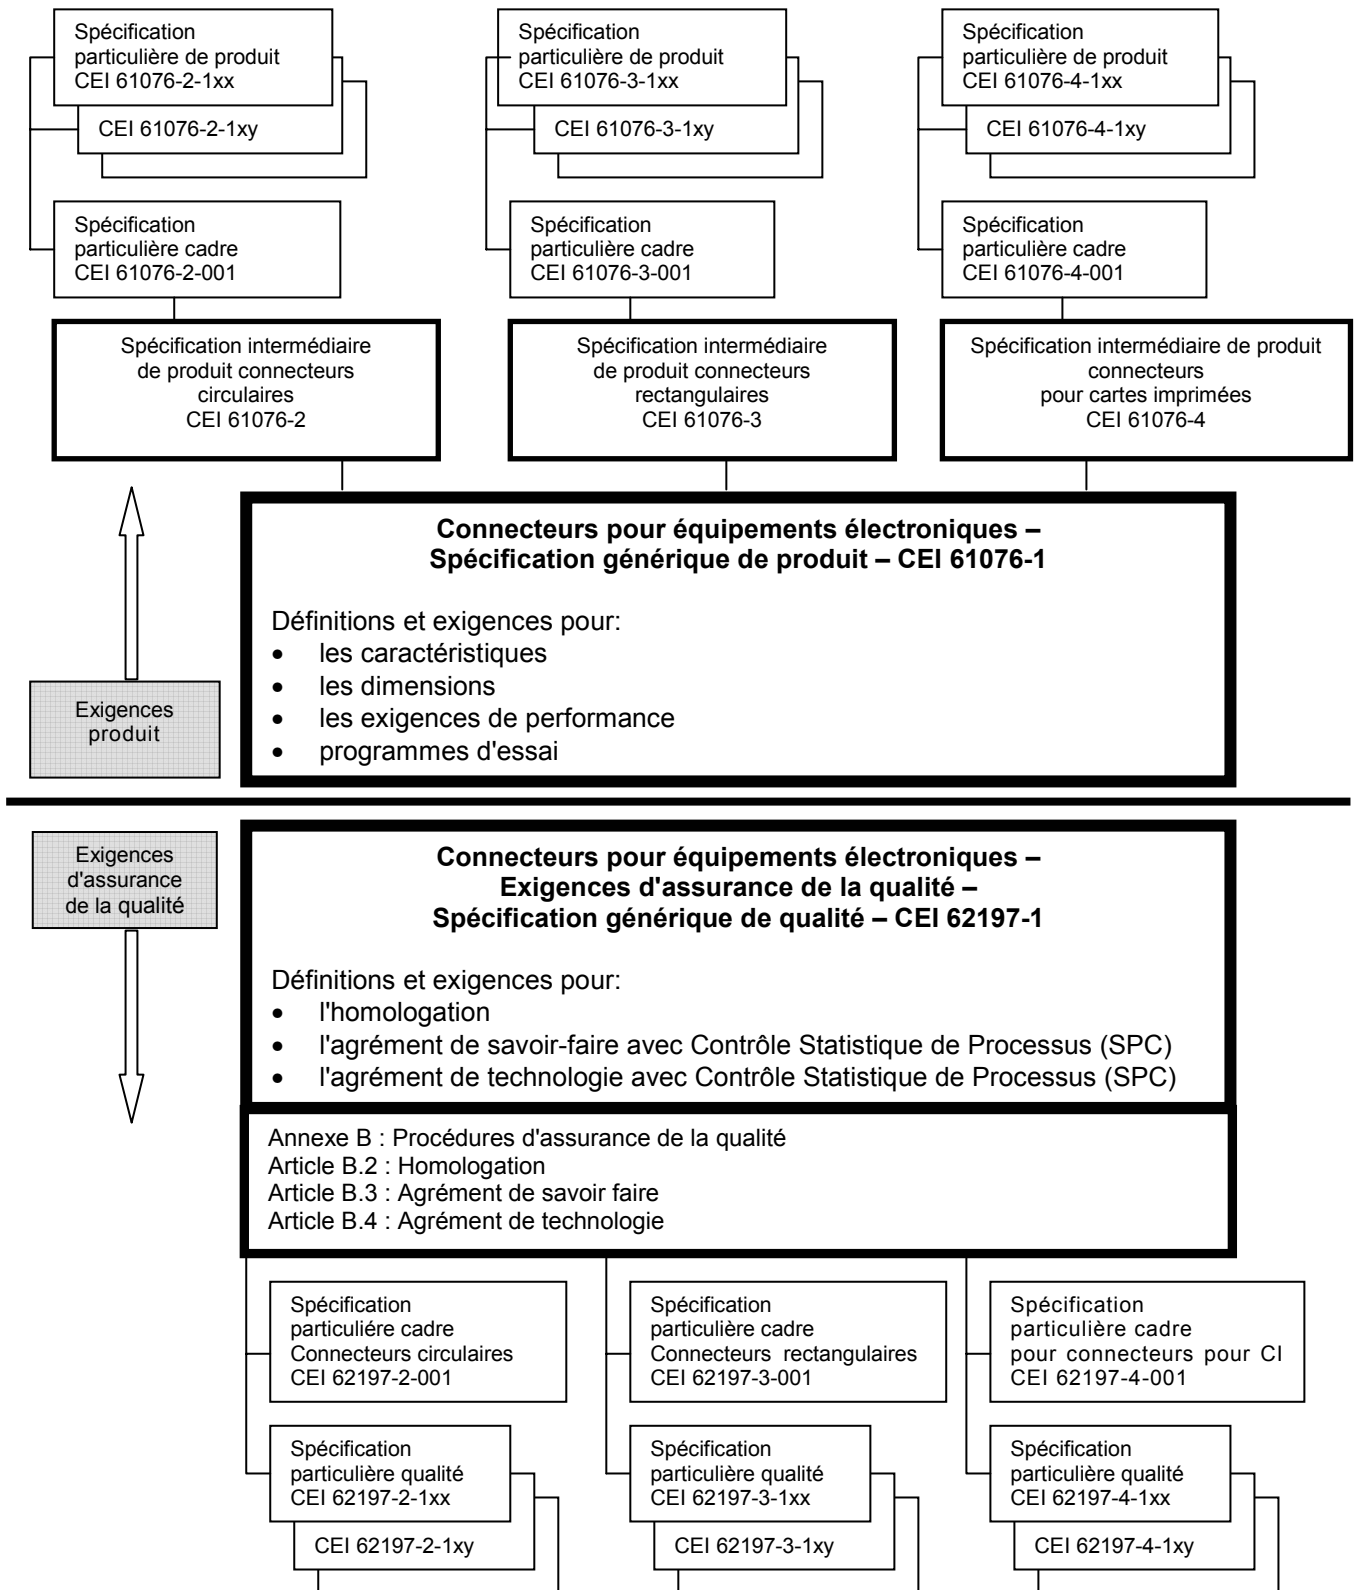 Spécification
particulière de produit
CEI 61076-2-1xx
CEI 61076-2-1xy
Spécification
particulière de produit
CEI 61076-3-1xx
CEI 61076-3-1xy
Spécification
particulière de produit
CEI 61076-4-1xx
CEI 61076-4-1xy
Spécification
particulière cadre
CEI 61076-2-001
Spécification
particulière cadre
CEI 61076-3-001
Spécification
particulière cadre
CEI 61076-4-001
Spécification intermédiaire
de produit connecteurs
circulaires
CEI 61076-2
Spécification intermédiaire
de produit connecteurs
rectangulaires
CEI 61076-3
Spécification intermédiaire de produit
connecteurs
pour cartes imprimées
CEI 61076-4
Exigences
produit
Connecteurs pour équipements électroniques –
Spécification générique de produit – CEI 61076-1
Définitions et exigences pour:
• les caractéristiques
• les dimensions
• les exigences de performance
• programmes d'essai
Exigences
d'assurance
de la qualité
Connecteurs pour équipements électroniques –
Exigences d'assurance de la qualité –
Spécification générique de qualité – CEI 62197-1
Définitions et exigences pour:
• l'homologation
• l'agrément de savoir-faire avec Contrôle Statistique de Processus (SPC)
• l'agrément de technologie avec Contrôle Statistique de Processus (SPC)
Annexe B : Procédures d'assurance de la qualité
Article B.2 : Homologation
Article B.3 : Agrément de savoir faire
Article B.4 : Agrément de technologie
Spécification
particuliére cadre
Connecteurs circulaires
CEI 62197-2-001
Spécification
particulière cadre
Connecteurs rectangulaires
CEI 62197-3-001
Spécification
particulière cadre
pour connecteurs pour CI
CEI 62197-4-001
Spécification
particulière qualité
CEI 62197-2-1xx
CEI 62197-2-1xy
Spécification
particulière qualité
CEI 62197-3-1xx
CEI 62197-3-1xy
Spécification
particulière qualité
CEI 62197-4-1xx
CEI 62197-4-1xy